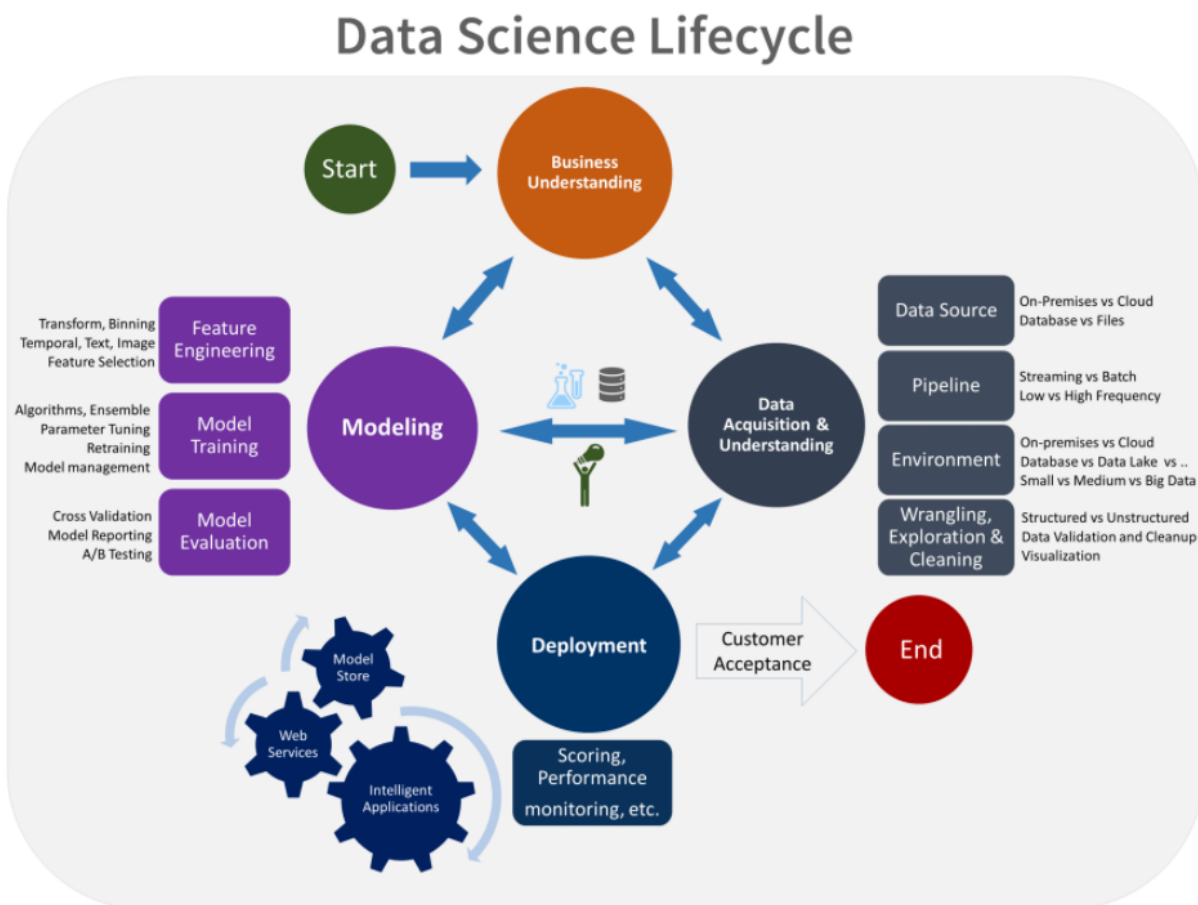 Data Science Lifecycle
Start
Business
Understanding
Transform, Binning
Temporal, Text, Image
Feature Selection
Feature
Engineering
Algorithms, Ensemble
Parameter Tuning
Retraining
Model management
Model
Training
Cross Validation
Model Reporting
A/B Testing
Model
Evaluation
Modeling
Data
Acquisition &
Understanding
Data Source
On-Premises vs Cloud
Database vs Files
Pipeline
Streaming vs Batch
Low vs High Frequency
Environment
On-premises vs Cloud
Database vs Data Lake vs ..
Small vs Medium vs Big Data
Wrangling,
Exploration &
Cleaning
Structured vs Unstructured
Data Validation and Cleanup
Visualization
Deployment
Customer
Acceptance
End
Model
Store
Web
Services
Intelligent
Applications
Scoring,
Performance
monitoring, etc.